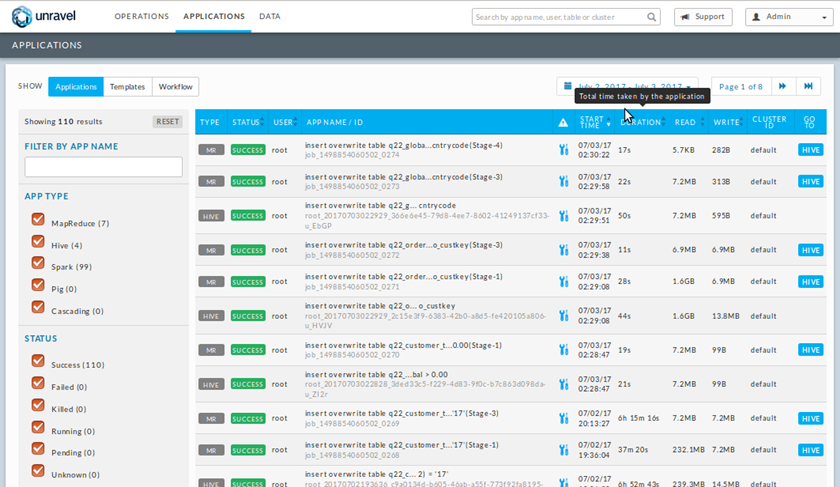 unravel
OPERATIONS APPLICATIONS DATA
Search by app name, user, table or cluster
Support
Admin
APPLICATIONS
SHOW Applications Templates Workflow
July 2, 2017 - July 3, 2017
Page 1 of 8
Total time taken by the application
Showing 110 results
RESET
FILTER BY APP NAME
APP TYPE
MapReduce (7)
Hive (4)
Spark (99)
Pig (0)
Cascading (0)
STATUS
Success (110)
Failed (0)
Killed (0)
Running (0)
Pending (0)
Unknown (0)
TYPE STATUS USER APP NAME / ID START TIME DURATION READ WRITE CLUSTER ID GO TO
MR SUCCESS root insert overwrite table q22_globa...cntrycode(Stage-4) 07/03/17 17s 5.7KB 282B default HIVE
job_1498854060502_0274 02:30:22
MR SUCCESS root insert overwrite table q22_globa...cntrycode(Stage-3) 07/03/17 22s 7.2MB 313B default HIVE
job_1498854060502_0273 02:29:58
HIVE SUCCESS root insert overwrite table q22_g... cntrycode 07/03/17 50s 7.2MB 595B default
root_20170703022929_366e6e45-79d8-4ee7-8602-41249137cf33- 02:29:51
u_EbGP
MR SUCCESS root insert overwrite table q22_order...o_custkey(Stage-3) 07/03/17 11s 6.9MB 6.9MB default HIVE
job_1498854060502_0272 02:29:38
MR SUCCESS root insert overwrite table q22_order...o_custkey(Stage-1) 07/03/17 28s 1.6GB 6.9MB default HIVE
job_1498854060502_0271 02:29:08
HIVE SUCCESS root insert overwrite table q22_o... o_custkey 07/03/17 44s 1.6GB 13.8MB default
root_20170703022929_2c15e3f9-6383-42b0-a8d5-fe420105a806- 02:29:08
u_HVJV
MR SUCCESS root insert overwrite table q22_customer_t...0.00(Stage-1) 07/03/17 19s 7.2MB 99B default HIVE
job_1498854060502_0270 02:28:47
HIVE SUCCESS root insert overwrite table q22_...bal > 0.00 07/03/17 21s 7.2MB 99B default
root_20170703022828_3ded33c5-f229-4d83-9f0c-b7c863d098da- 02:28:47
u_ZI2r
MR SUCCESS root insert overwrite table q22_customer_t...'17'(Stage-3) 07/02/17 6h 15m 16s 7.2MB 7.2MB default HIVE
job_1498854060502_0269 20:13:27
MR SUCCESS root insert overwrite table q22_customer_t...'17'(Stage-1) 07/02/17 37m 20s 232.1MB 7.2MB default HIVE
job_1498854060502_0268 19:36:04
HIVE SUCCESS root insert overwrite table q22_c... 2) = '17' 07/02/17 6h 52m 43s 239.3MB 14.5MB default